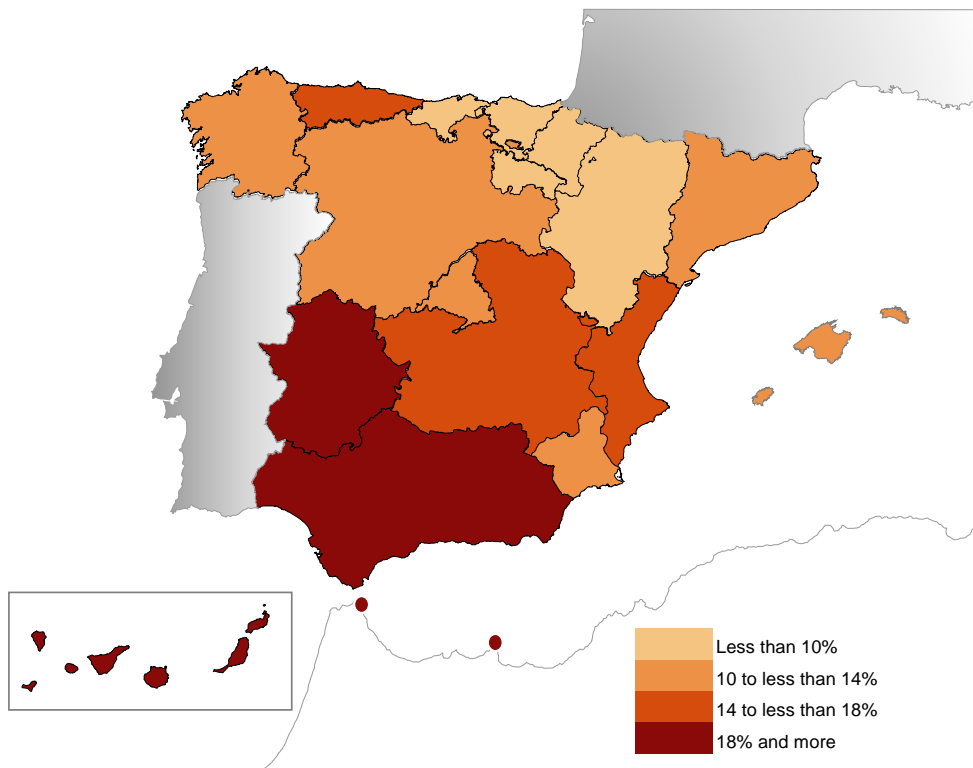 Less than 10%
10 to less than 14%
14 to less than 18%
18% and more